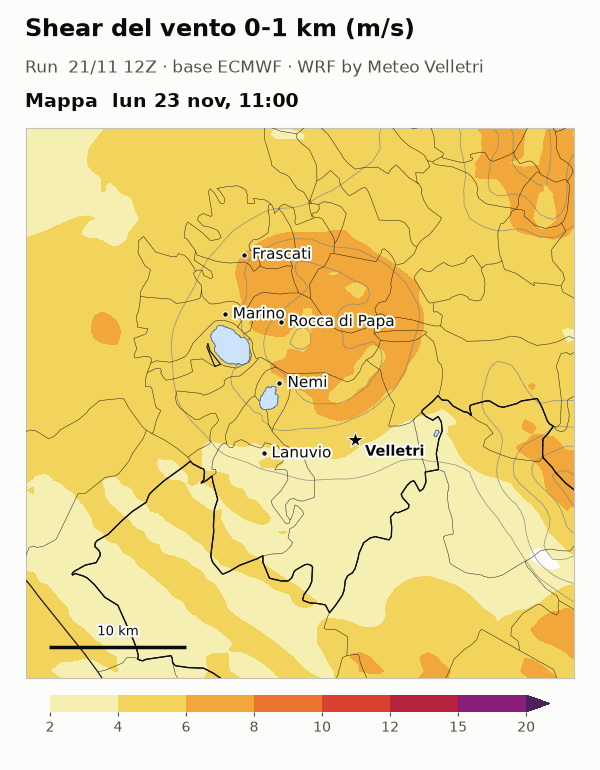 Shear del vento 0-1 km (m/s)
Run  21/11 12Z · base ECMWF · WRF by Meteo Velletri
Mappa  lun 23 nov, 11:00
Frascati
Marino
Rocca di Papa
Nemi
Velletri
Lanuvio
10 km
2 4 6 8 10 12 15 20